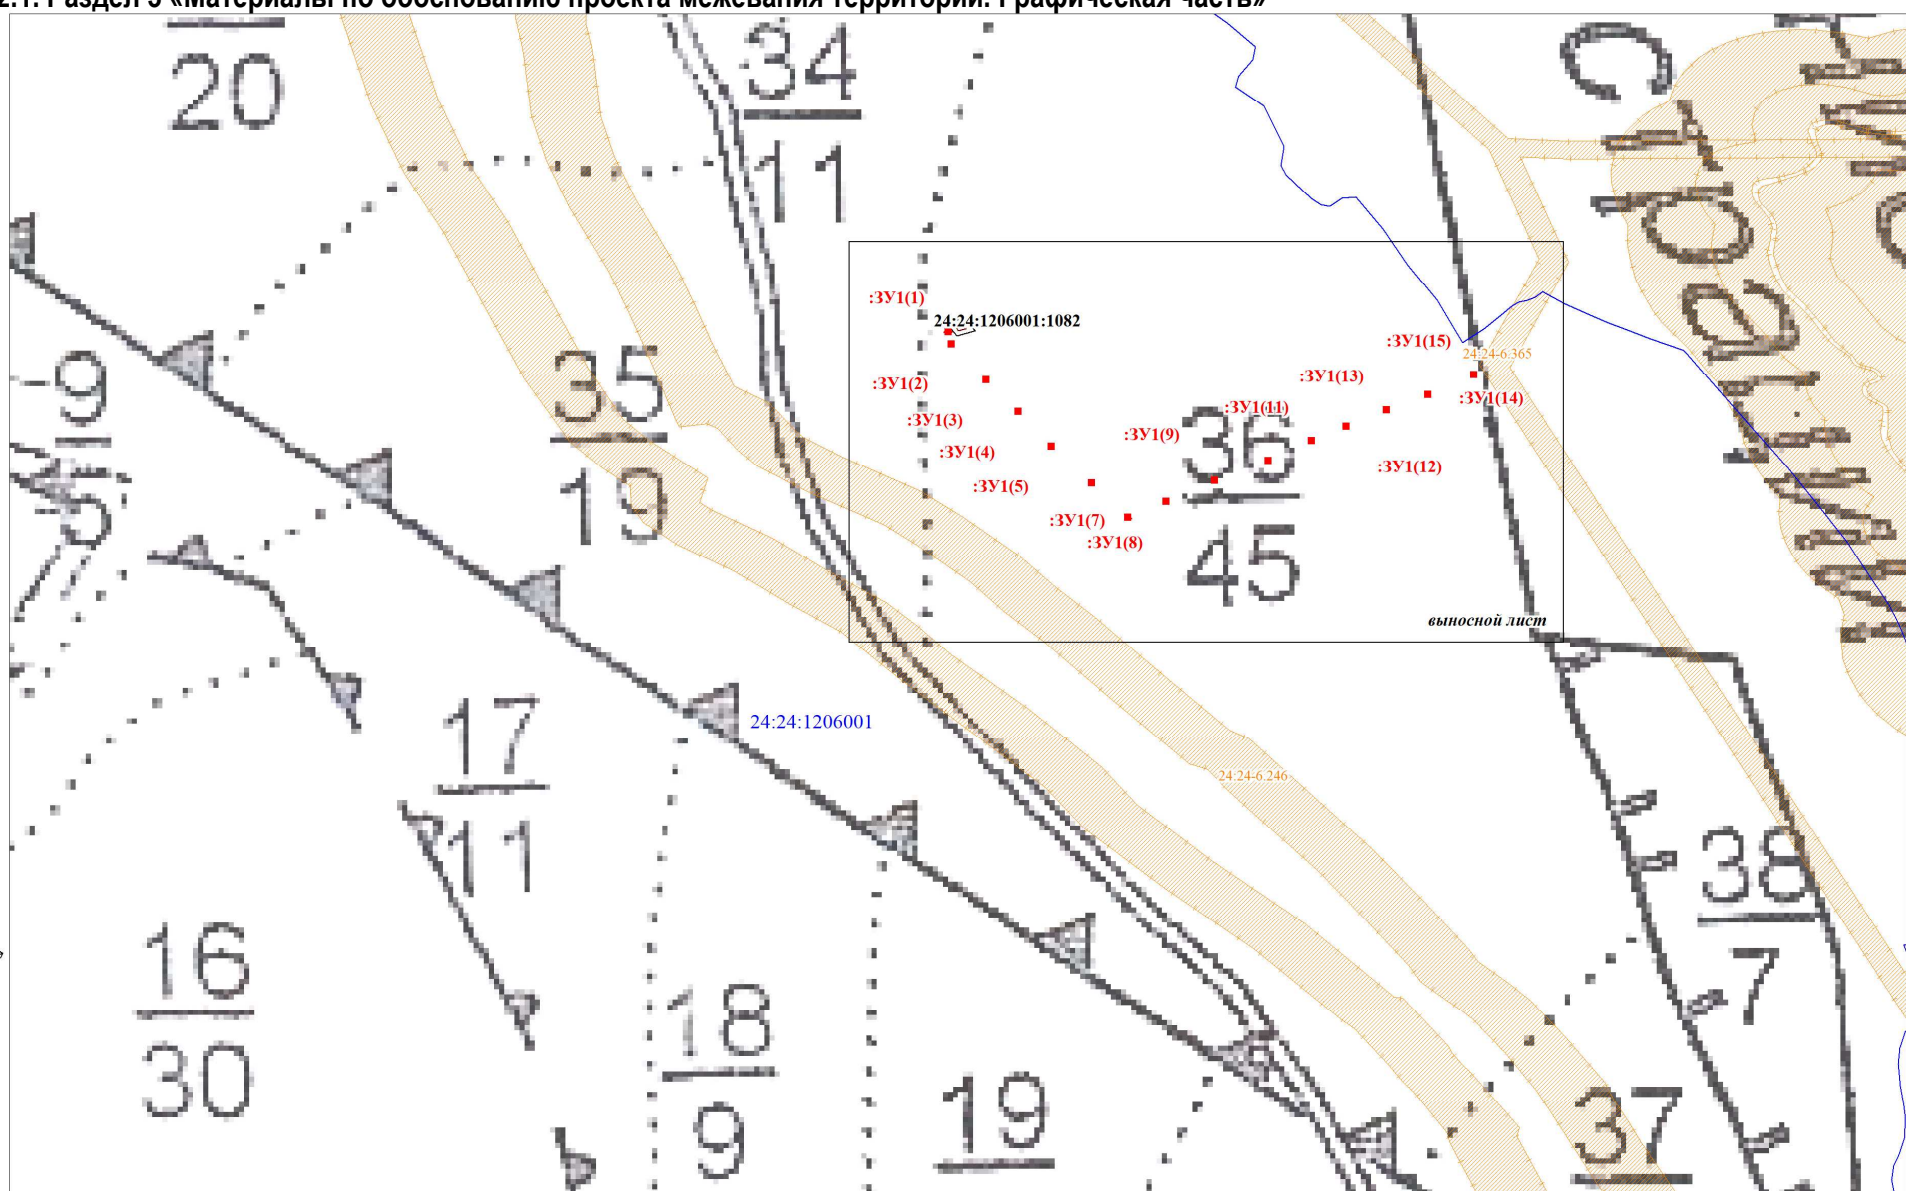 2.1. Раздел 3 «Материалы по обоснованию проекта межевания территории. Графическая часть»
20
34
11
:ЗУ1(1)
24:24:1206001:1082
:ЗУ1(15)
24:24-6.365
:ЗУ1(2)
:ЗУ1(13)
:ЗУ1(14)
:ЗУ1(3)
:ЗУ1(11)
:ЗУ1(9)
:ЗУ1(4)
:ЗУ1(12)
:ЗУ1(5)
:ЗУ1(7)
:ЗУ1(8)
9
5
35
19
36
45
выносной лист
24:24:1206001
24:24-6.246
17
11
38
7
16
30
18
9
19
37